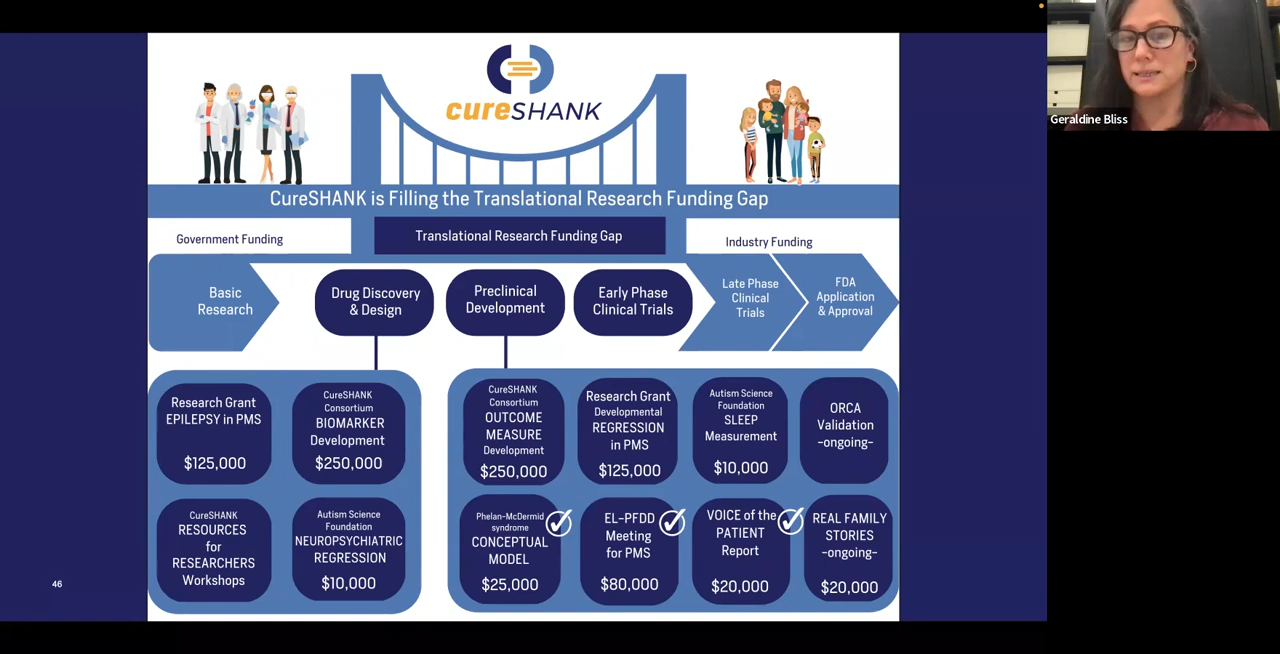 cureSHANK
Geraldine Bliss
CureSHANK is Filling the Translational Research Funding Gap
Government Funding
Translational Research Funding Gap
Industry Funding
Basic
Research
Drug Discovery
& Design
Preclinical
Development
Early Phase
Clinical Trials
Late Phase
Clinical
Trials
FDA
Application
& Approval
Research Grant
EPILEPSY in PMS
$125,000
CureSHANK
Consortium
BIOMARKER
Development
$250,000
CureSHANK
Consortium
OUTCOME
MEASURE
Development
$250,000
Research Grant
Developmental
REGRESSION
in PMS
$125,000
Autism Science
Foundation
SLEEP
Measurement
$10,000
ORCA
Validation
-ongoing-
CureSHANK
RESOURCES
for
RESEARCHERS
Workshops
Autism Science
Foundation
NEUROPSYCHIATRIC
REGRESSION
$10,000
Phelan-McDermid
syndrome
CONCEPTUAL
MODEL
$25,000
EL-PFDD
Meeting
for PMS
$80,000
VOICE of the
PATIENT
Report
$20,000
REAL FAMILY
STORIES
-ongoing-
$20,000
46